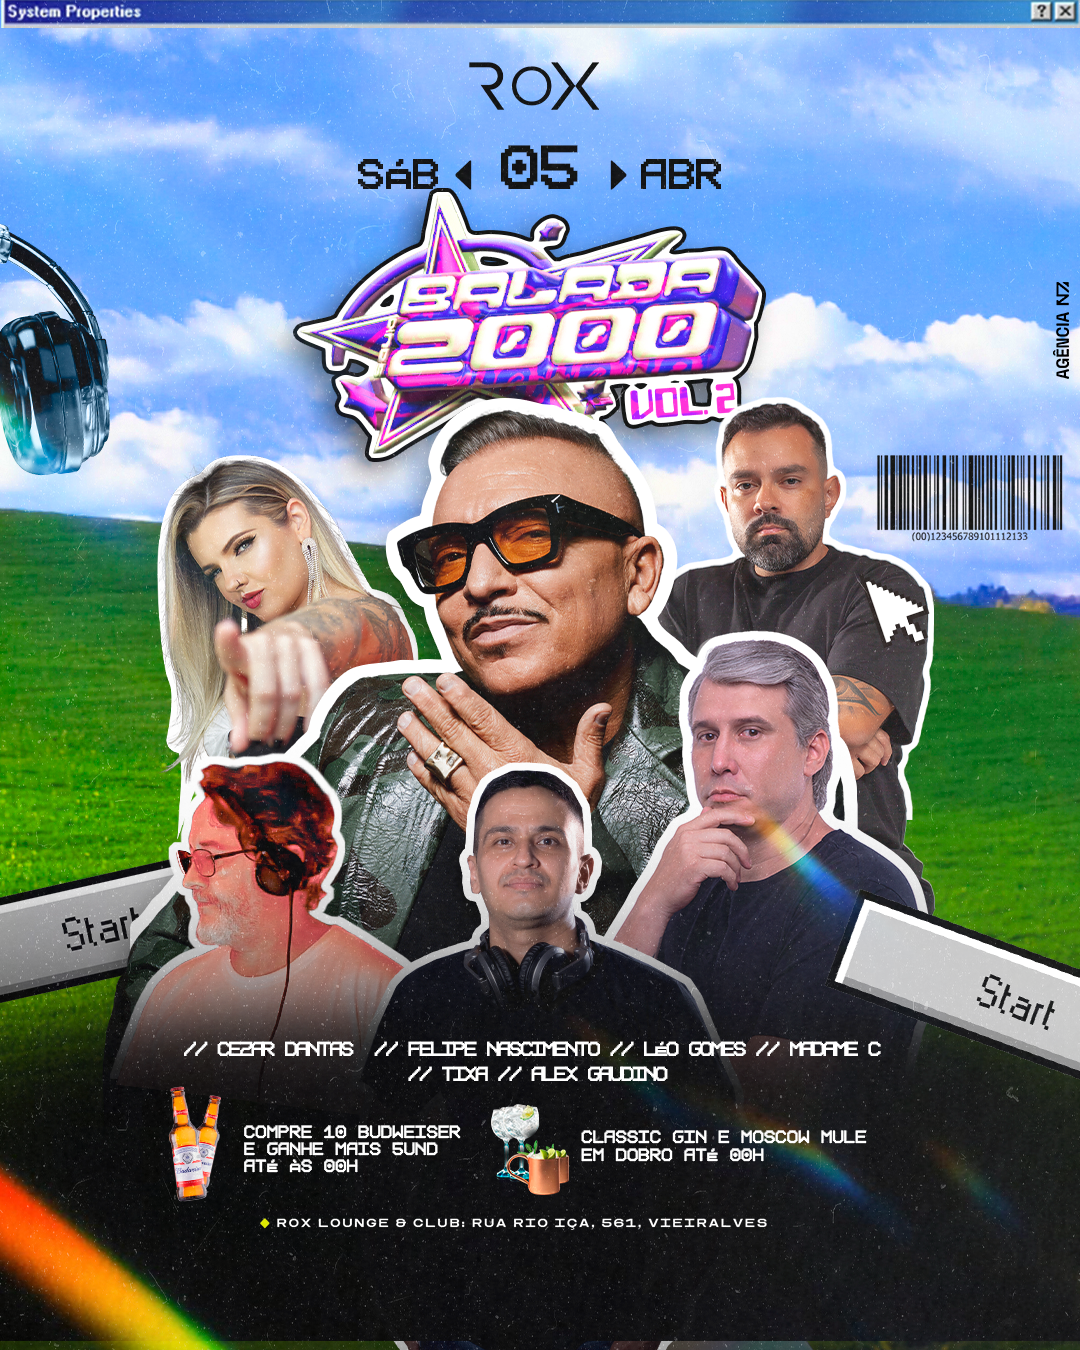 System Properties
ROX
SáB 05 ABR
BALADA
ANOS
2000
VOL. 2
AGÊNCIA NZ
(00)123456789101112133
Start
Start
// CEZAR DANTAS // FELIPE NASCIMENTO // LéO GOMES // MADAME C
// TIXA // ALEX GAUDINO
COMPRE 10 BUDWEISER
E GANHE MAIS 5UND
ATé ÀS 00H
CLASSIC GIN E MOSCOW MULE
EM DOBRO ATé 00H
Budweiser
ROX LOUNGE & CLUB: RUA RIO IÇA, 561, VIEIRALVES